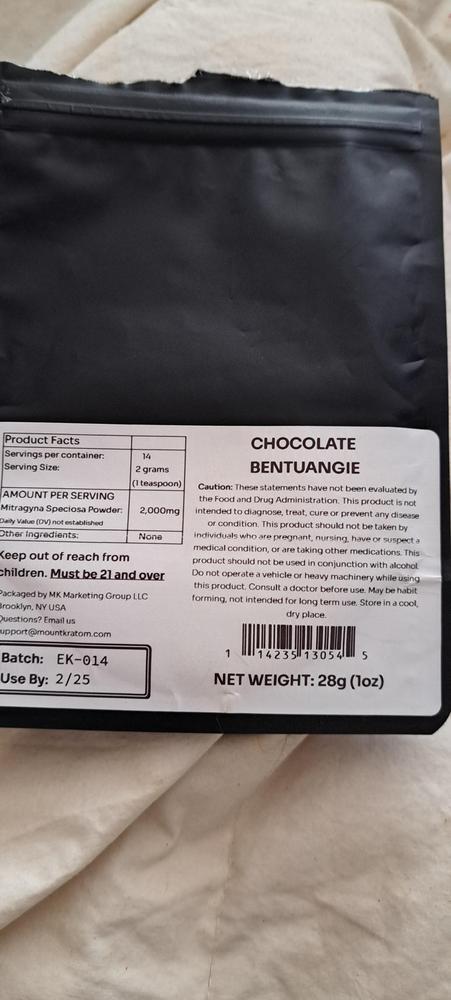 Product Facts
Servings per container: 14
Serving Size: 2 grams
(1 teaspoon)
AMOUNT PER SERVING
Mitragyna Speciosa Powder: 2,000mg
Daily Value (DV) not established
Other Ingredients: None
Keep out of reach from
children. Must be 21 and over
Packaged by MK Marketing Group LLC
Brooklyn, NY USA
Questions? Email us
upport@mountkratom.com
Batch: EK-014
Use By: 2/25
CHOCOLATE
BENTUANGIE
Caution: These statements have not been evaluated by
the Food and Drug Administration. This product is not
intended to diagnose, treat, cure or prevent any disease
or condition. This product should not be taken by
individuals who are pregnant, nursing, have or suspect a
medical condition, or are taking other medications. This
product should not be used in conjunction with alcohol.
Do not operate a vehicle or heavy machinery while using
this product. Consult a doctor before use. May be habit
forming, not intended for long term use. Store in a cool,
dry place.
1 14235 13054 5
NET WEIGHT: 28g (1oz)